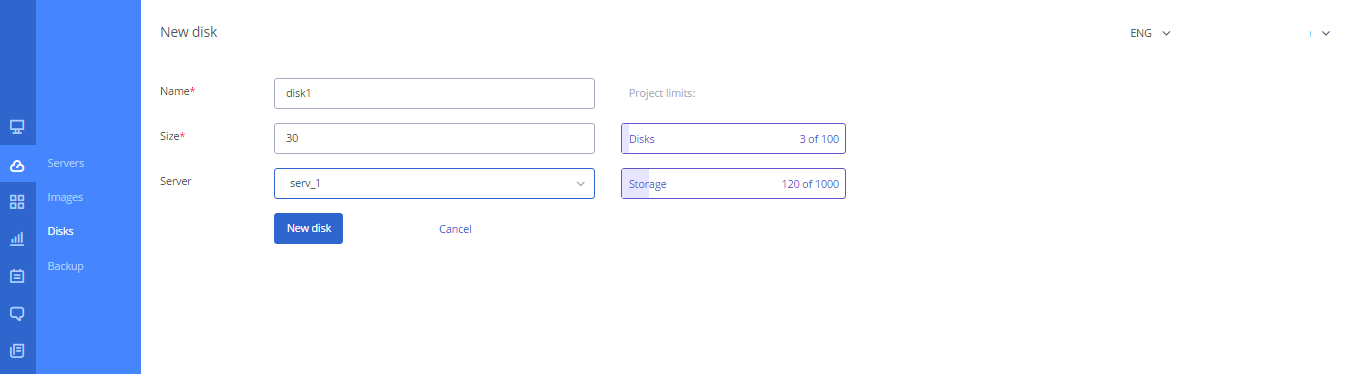 New disk
ENG
Name*
disk1
Project limits:
Size*
30
Disks
3 of 100
Server
serv_1
Storage
120 of 1000
New disk
Cancel
Servers
Images
Disks
Backup